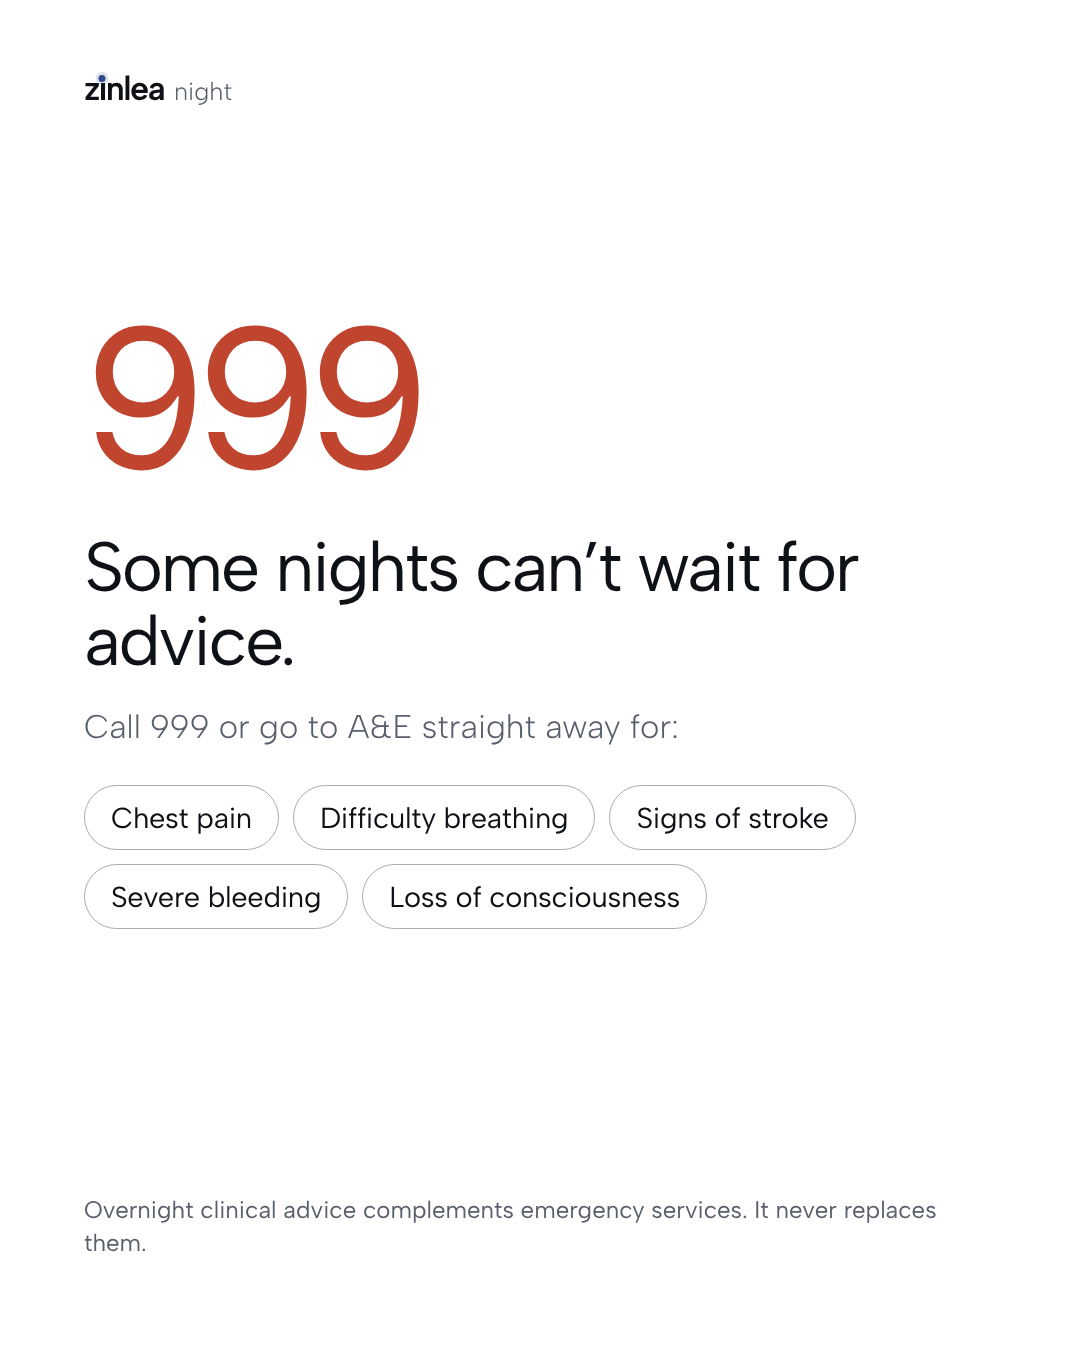 zinlea night
999
Some nights can’t wait for
advice.
Call 999 or go to A&E straight away for:
Chest pain
Difficulty breathing
Signs of stroke
Severe bleeding
Loss of consciousness
Overnight clinical advice complements emergency services. It never replaces
them.